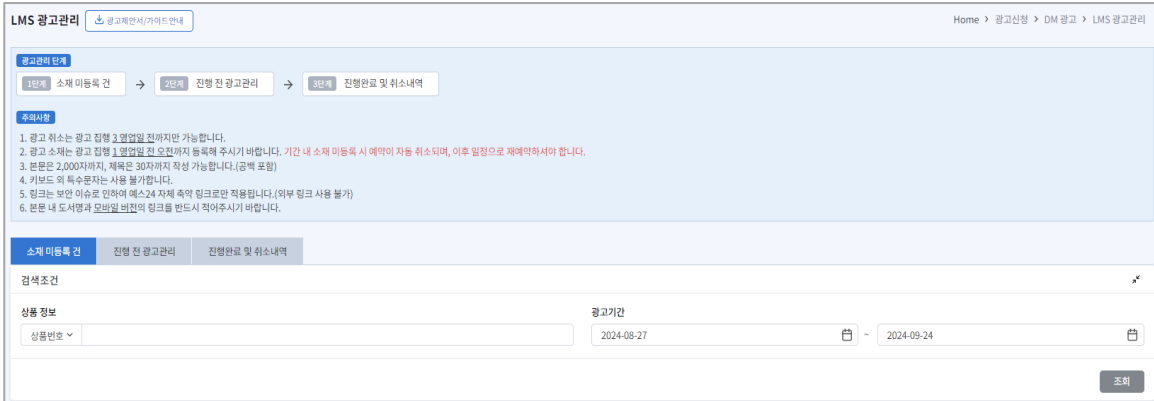 LMS 광고관리 광고제안서/가이드안내
Home > 광고신청 > DM 광고 > LMS 광고관리
광고관리 단계
1단계 소재 미등록 건 → 2단계 진행 전 광고관리 → 3단계 진행완료 및 취소내역
주의사항
1. 광고 취소는 광고 집행 3 영업일 전까지만 가능합니다.
2. 광고 소재는 광고 집행 1 영업일 전 오전까지 등록해 주시기 바랍니다. 기간 내 소재 미등록 시 예약이 자동 취소되며, 이후 일정으로 재예약하셔야 합니다.
3. 본문은 2,000자까지, 제목은 30자까지 작성 가능합니다.(공백 포함)
4. 키보드 외 특수문자는 사용 불가합니다.
5. 링크는 보안 이슈로 인하여 예스24 자체 축약 링크로만 적용됩니다.(외부 링크 사용 불가)
6. 본문 내 도서명과 모바일 버전의 링크를 반드시 적어주시기 바랍니다.
소재 미등록 건 진행 전 광고관리 진행완료 및 취소내역
검색조건
상품 정보
상품번호
광고기간
2024-08-27 ~ 2024-09-24
조회